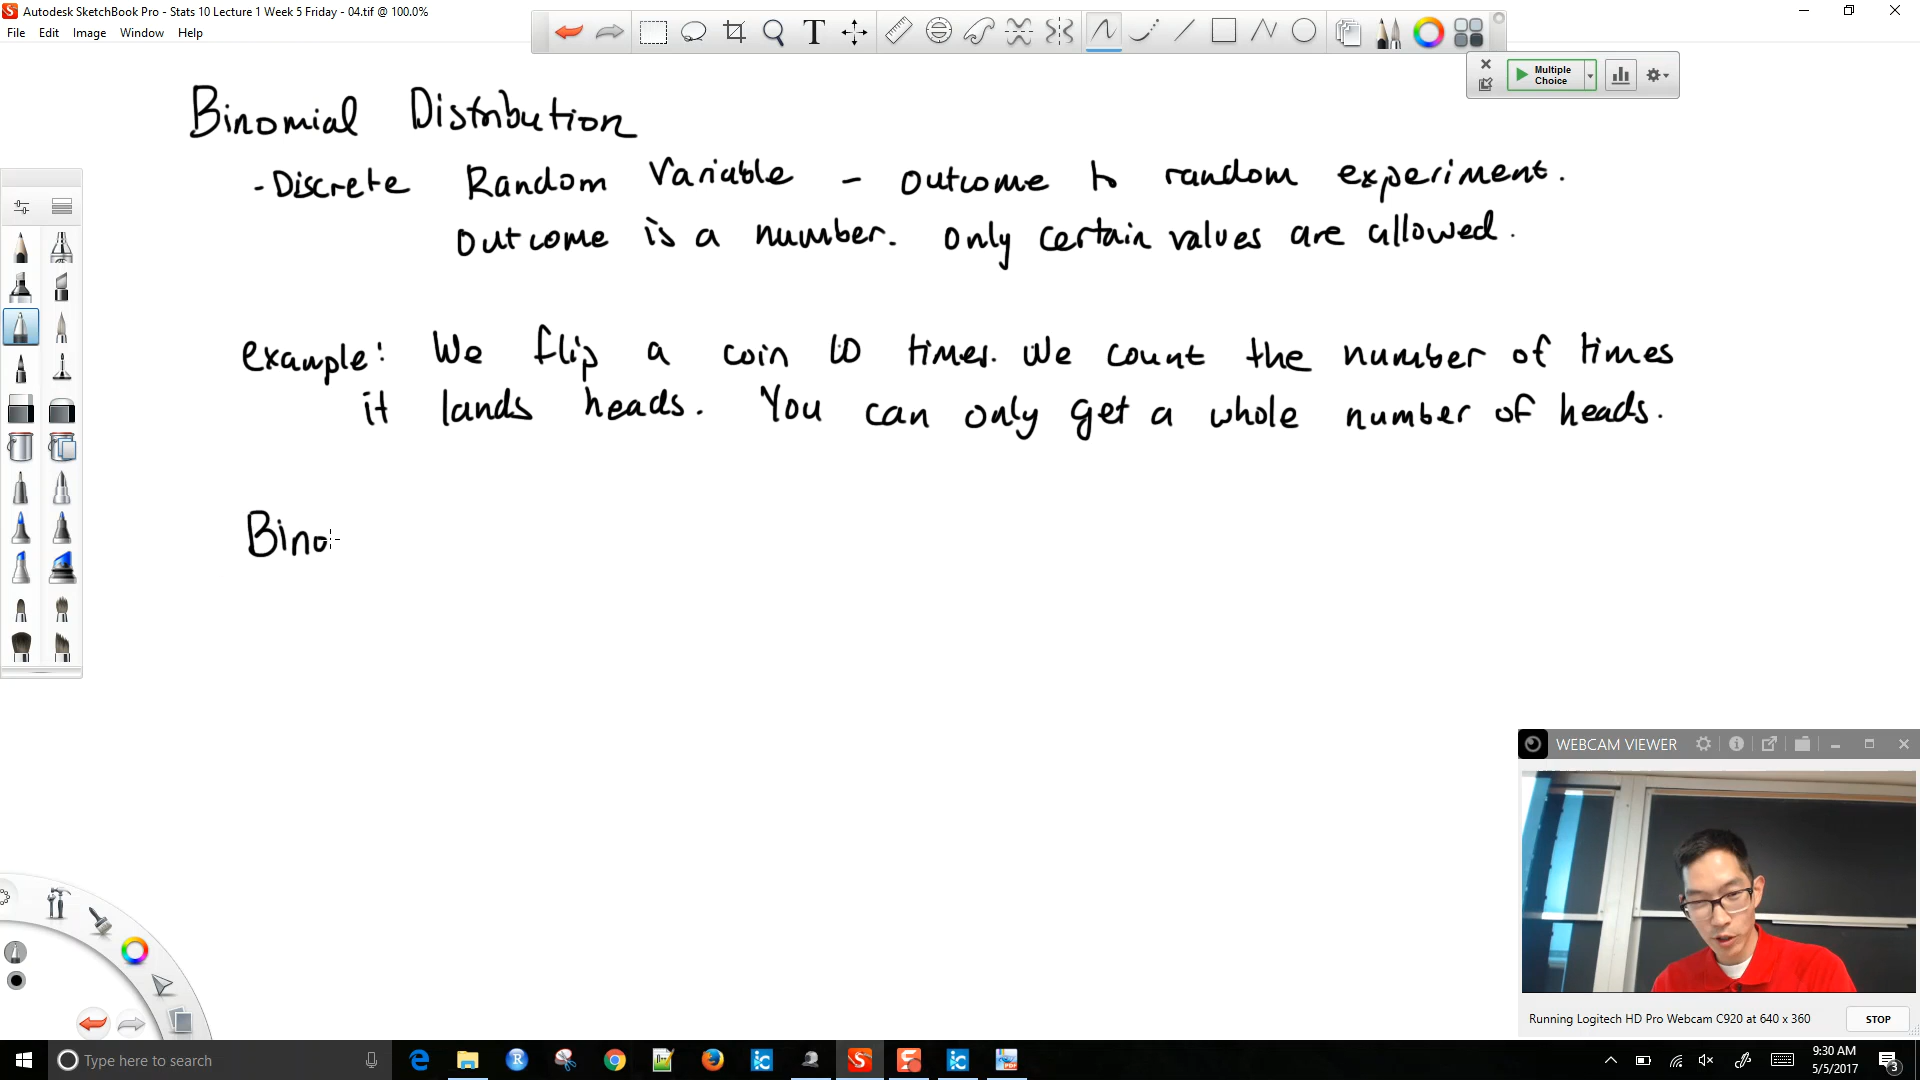 Autodesk SketchBook Pro - Stats 10 Lecture 1 Week 5 Friday - 04.tif @ 100.0%
File Edit Image Window Help
T
Multiple
Choice
Binomial Distribution
- Discrete Random Variable - outcome to random experiment.
Outcome is a number. Only certain values are allowed.
example: We flip a coin 10 times. We count the number of times
it lands heads. You can only get a whole number of heads.
Bino
WEBCAM VIEWER
Running Logitech HD Pro Webcam C920 at 640 x 360
STOP
Type here to search
9:30 AM
5/5/2017
3